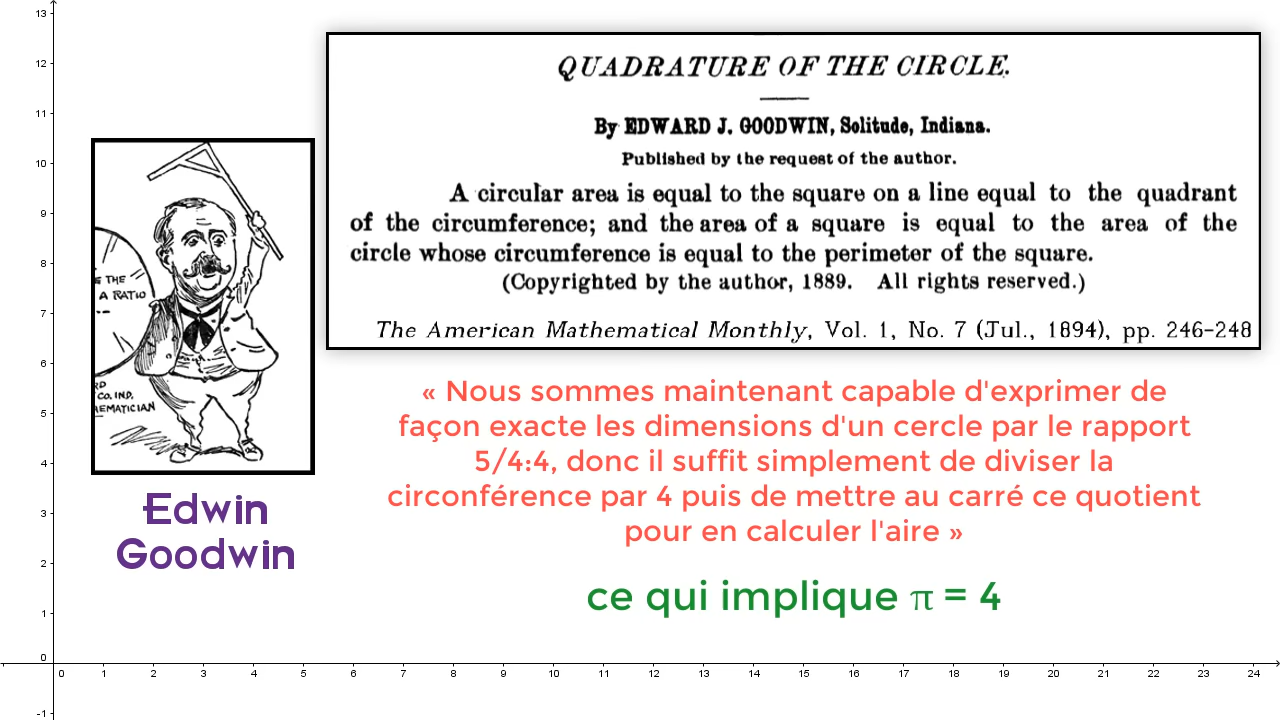 QUADRATURE OF THE CIRCLE.
By EDWARD J. GOODWIN, Solitude, Indiana.
Published by the request of the author.
A circular area is equal to the square on a line equal to the quadrant
of the circumference; and the area of a square is equal to the area of the
circle whose circumference is equal to the perimeter of the square.
(Copyrighted by the author, 1889. All rights reserved.)
The American Mathematical Monthly, Vol. 1, No. 7 (Jul., 1894), pp. 246-248
E THE
A RATIO
RD
CO. IND.
EMATICIAN
Edwin
Goodwin
« Nous sommes maintenant capable d'exprimer de
façon exacte les dimensions d'un cercle par le rapport
5/4:4, donc il suffit simplement de diviser la
circonférence par 4 puis de mettre au carré ce quotient
pour en calculer l'aire »
ce qui implique π = 4
13
12
11
10
9
8
7
6
5
4
3
2
1
0
-1
0 1 2 3 4 5 6 7 8 9 10 11 12 13 14 15 16 17 18 19 20 21 22 23 24